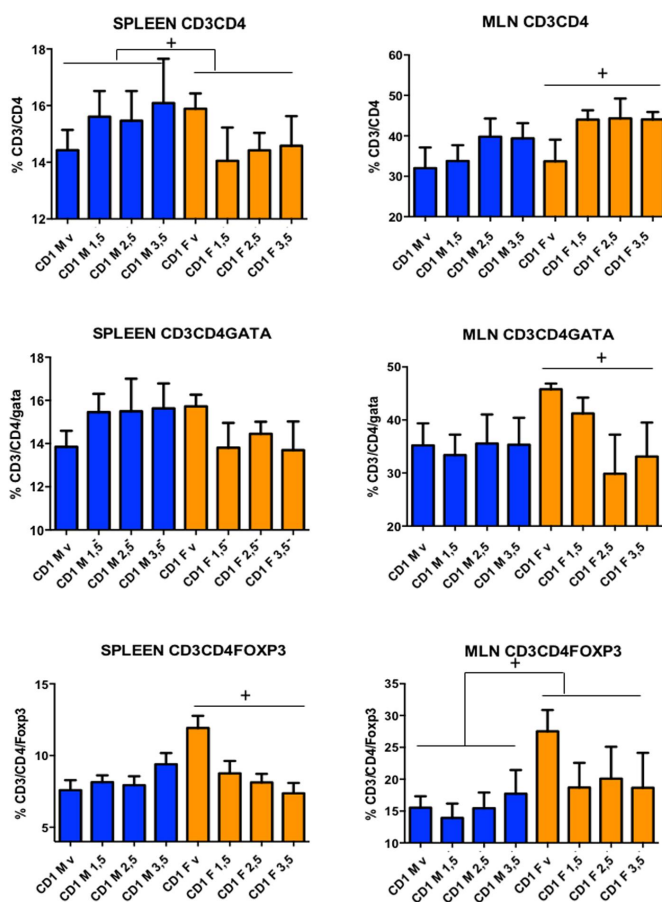 SPLEEN CD3CD4
+
% CD3/CD4
18
16
14
12
CD1 M v
CD1 M 1,5
CD1 M 2,5
CD1 M 3,5
CD1 F v
CD1 F 1,5
CD1 F 2,5
CD1 F 3,5
MLN CD3CD4
+
% CD3/CD4
60
50
40
30
20
CD1 M v
CD1 M 1,5
CD1 M 2,5
CD1 M 3,5
CD1 F v
CD1 F 1,5
CD1 F 2,5
CD1 F 3,5
SPLEEN CD3CD4GATA
% CD3/CD4/gata
18
16
14
12
10
CD1 M v
CD1 M 1,5
CD1 M 2,5
CD1 M 3,5
CD1 F v
CD1 F 1,5
CD1 F 2,5
CD1 F 3,5
MLN CD3CD4GATA
+
% CD3/CD4/gata
50
40
30
20
CD1 M v
CD1 M 1,5
CD1 M 2,5
CD1 M 3,5
CD1 F v
CD1 F 1,5
CD1 F 2,5
CD1 F 3,5
SPLEEN CD3CD4FOXP3
+
% CD3/CD4/Foxp3
15
10
5
CD1 M v
CD1 M 1,5
CD1 M 2,5
CD1 M 3,5
CD1 F v
CD1 F 1,5
CD1 F 2,5
CD1 F 3,5
MLN CD3CD4FOXP3
+
% CD3/CD4/Foxp3
35
30
25
20
15
10
CD1 M v
CD1 M 1,5
CD1 M 2,5
CD1 M 3,5
CD1 F v
CD1 F 1,5
CD1 F 2,5
CD1 F 3,5